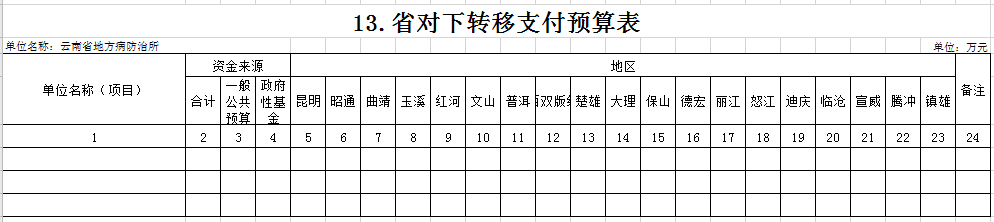 13.省对下转移支付预算表
单位名称：云南省地方病防治所 单位：万元
单位名称（项目） 资金来源 地区 备注
合计 一般公共预算 政府性基金 昆明 昭通 曲靖 玉溪 红河 文山 普洱 双版 楚雄 大理 保山 德宏 丽江 怒江 迪庆 临沧 宣威 腾冲 镇雄
1 2 3 4 5 6 7 8 9 10 11 12 13 14 15 16 17 18 19 20 21 22 23 24